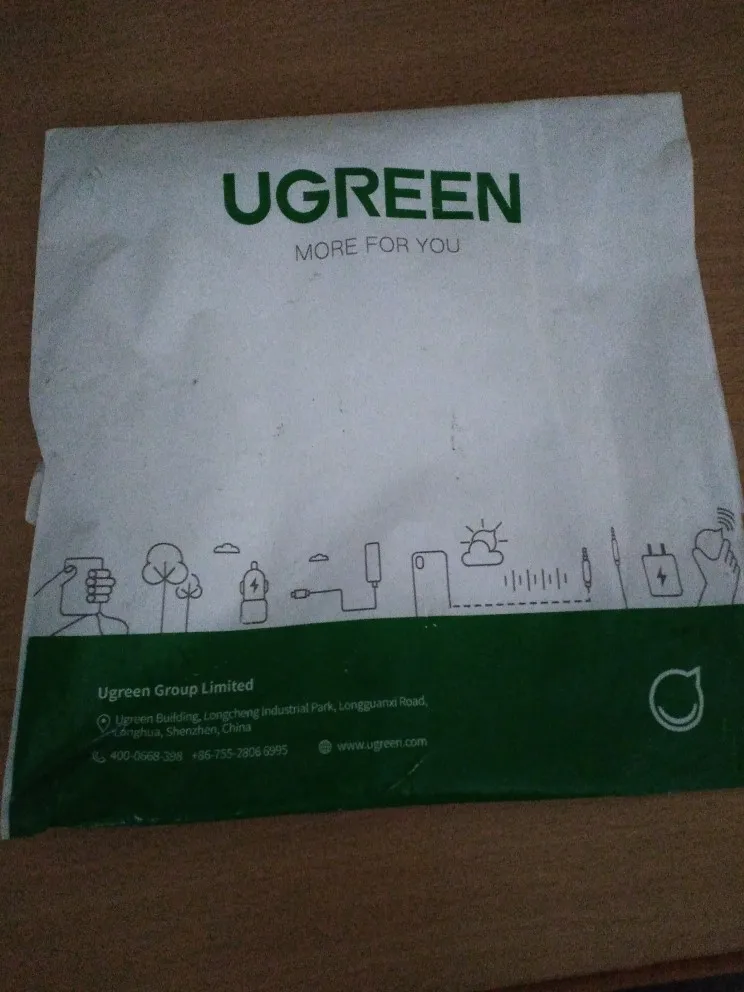 UGREEN
MORE FOR YOU
Ugreen Group Limited
Ugreen Building, Longcheng Industrial Park, Longguanxi Road,
Longhua, Shenzhen, China
400-0668-398 +86-755-2806 6995 www.ugreen.com